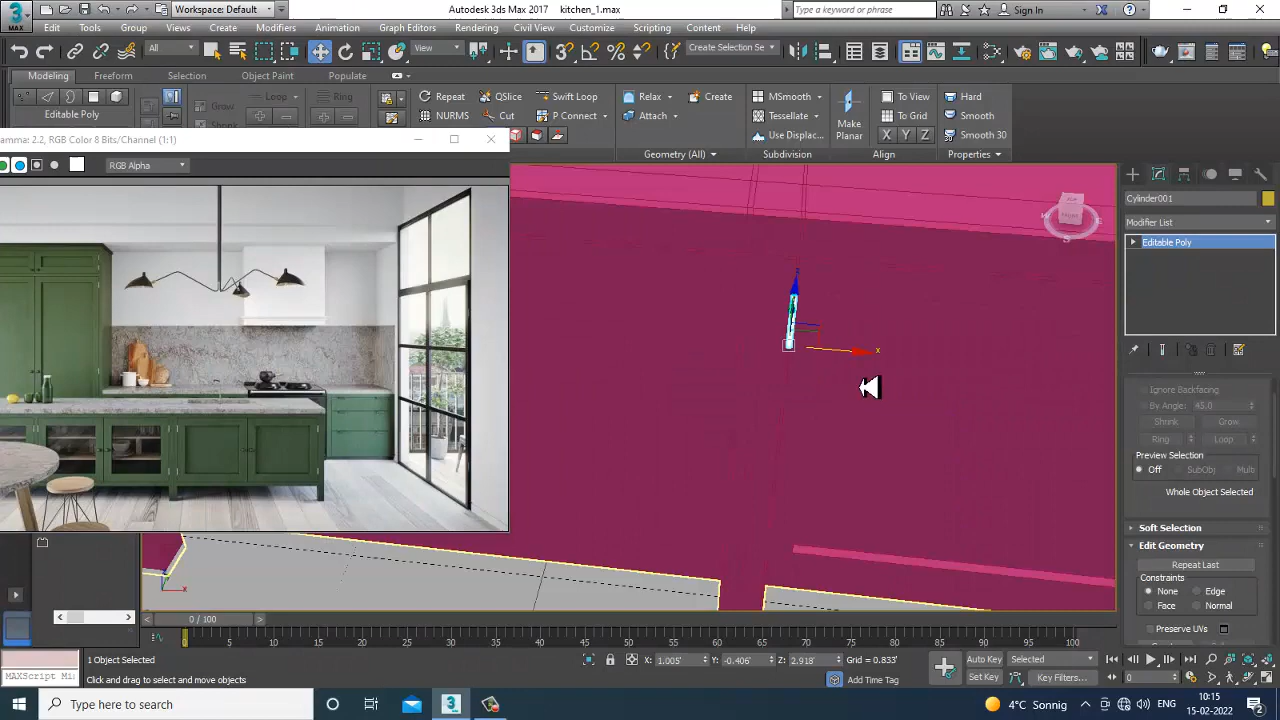 MAX
Workspace: Default
Autodesk 3ds Max 2017 kitchen_1.max
Type a keyword or phrase
Sign In
Edit Tools Group Views Create Modifiers Animation Graph Editors Rendering Civil View Customize Scripting Content Help
All
View
Create Selection Se
Modeling Freeform Selection Object Paint Populate
Grow
Loop
Ring
Repeat QSlice Swift Loop Relax Create MSmooth To View Hard
NURMS Cut P Connect Attach Tessellate To Grid Smooth
Editable Poly
Use Displac... Make Planar X Y Z Smooth 30
Geometry (All) Subdivision Align Properties
amma: 2.2, RGB Color 8 Bits/Channel (1:1)
RGB Alpha
Cylinder001
Modifier List
Editable Poly
x
Ignore Backfacing
By Angle: 45.0
Shrink Grow
Ring Loop
Preview Selection
Off SubObj Multi
Whole Object Selected
Soft Selection
Edit Geometry
Repeat Last
Constraints
None Edge
Face Normal
Preserve UVs
x
0 / 100
0 5 10 15 20 25 30 35 40 45 50 55 60 65 70 75 80 85 90 95 100
1 Object Selected
X: 1.005' Y: -0.406' Z: 2.918' Grid = 0.833'
Auto Key Selected
MAXScript Mi:
Click and drag to select and move objects
Add Time Tag
Set Key Key Filters...
0
Type here to search
4°C Sonnig
ENG
10:15
15-02-2022
2